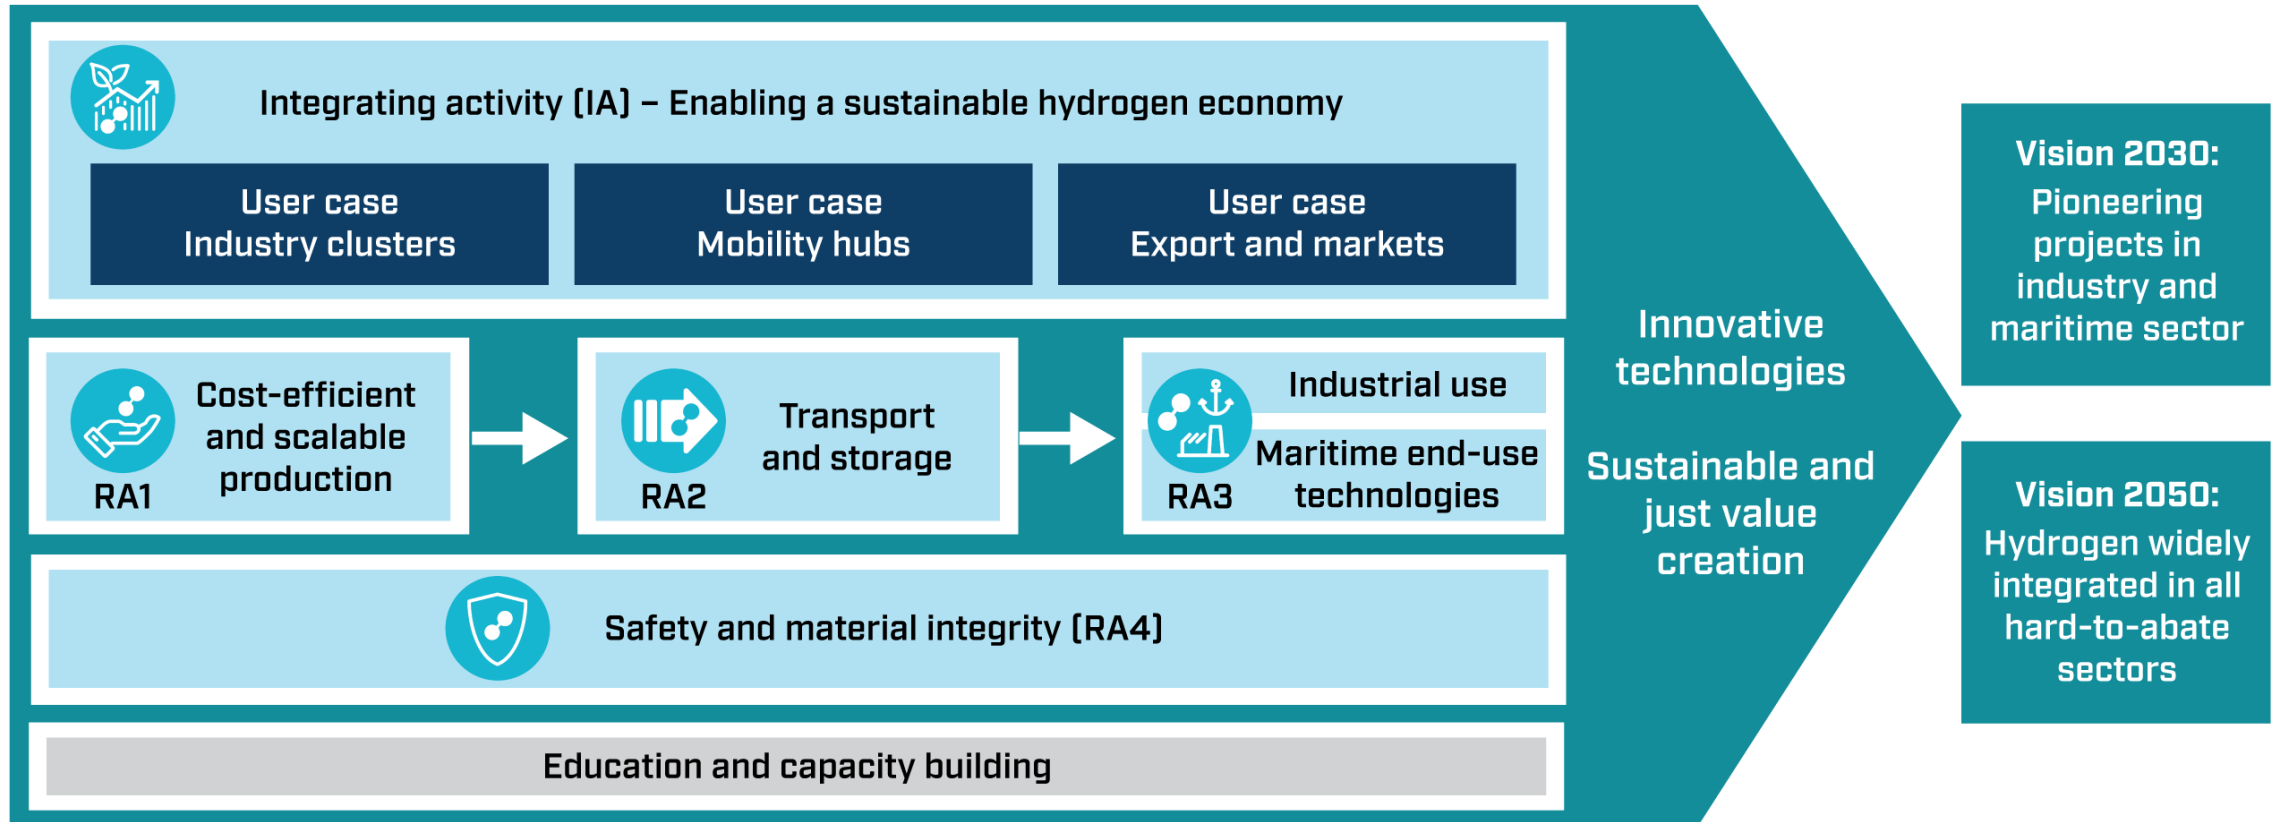 Integrating activity (IA) – Enabling a sustainable hydrogen economy
User case
Industry clusters
User case
Mobility hubs
User case
Export and markets
RA1
Cost-efficient
and scalable
production
RA2
Transport
and storage
RA3
Industrial use
Maritime end-use
technologies
Safety and material integrity (RA4)
Education and capacity building
Innovative
technologies
Sustainable and
just value
creation
Vision 2030:
Pioneering
projects in
industry and
maritime sector
Vision 2050:
Hydrogen widely
integrated in all
hard-to-abate
sectors